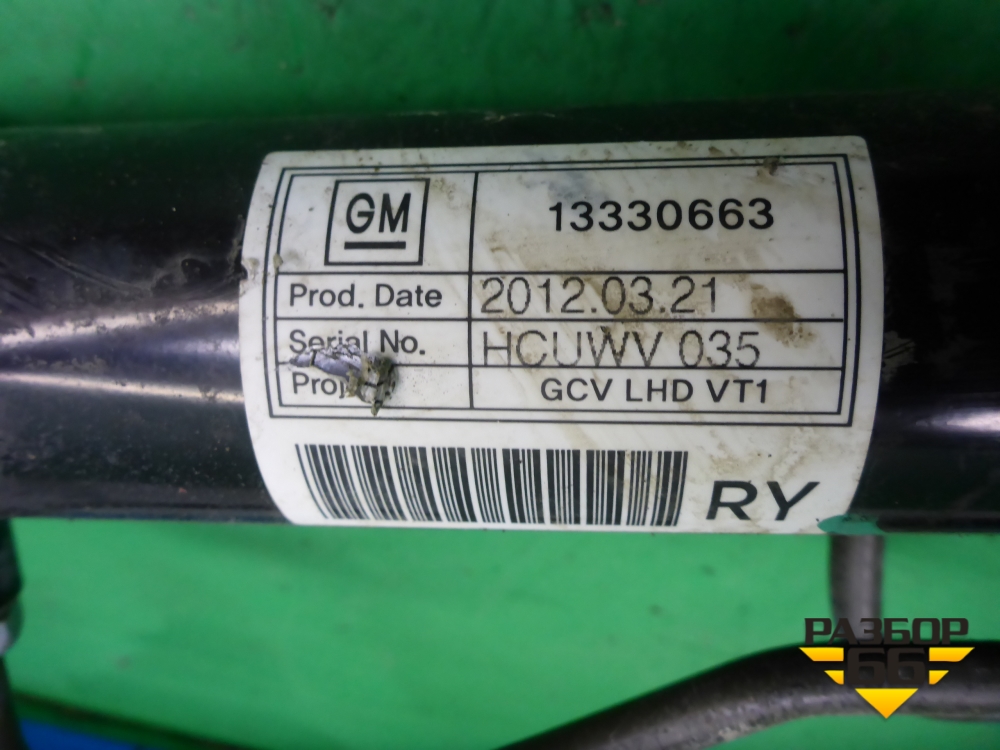 GM
13330663
Prod. Date 2012.03.21
Serial No. HCUWV 035
GCV LHD VT1
RY
РАЗБОР
66